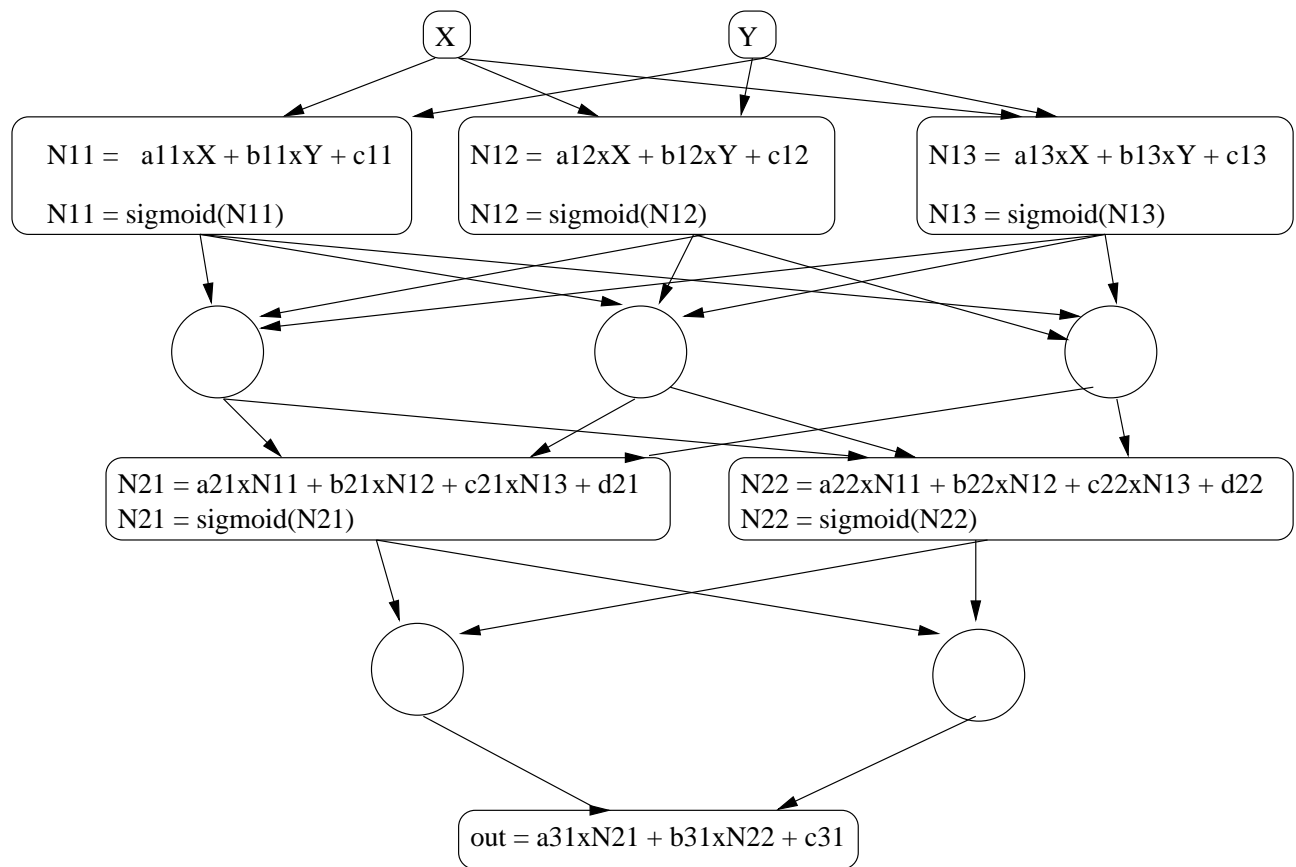 X
Y
N11 = a11xX + b11xY + c11
N11 = sigmoid(N11)
N12 = a12xX + b12xY + c12
N12 = sigmoid(N12)
N13 = a13xX + b13xY + c13
N13 = sigmoid(N13)
N21 = a21xN11 + b21xN12 + c21xN13 + d21
N21 = sigmoid(N21)
N22 = a22xN11 + b22xN12 + c22xN13 + d22
N22 = sigmoid(N22)
out = a31xN21 + b31xN22 + c31